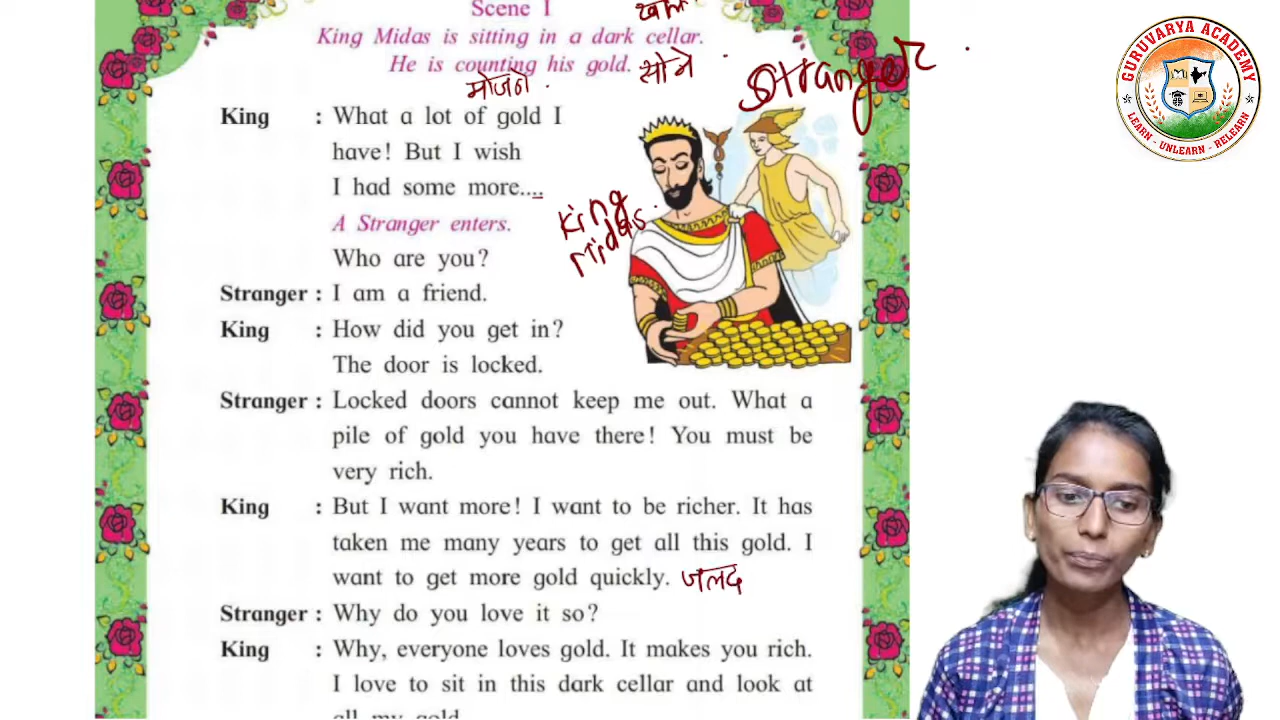 Scene I
King Midas is sitting in a dark cellar.
He is counting his gold.
सोने
मोजने
Stranger
King : What a lot of gold I
have! But I wish
I had some more....
King
Midas
A Stranger enters.
Who are you?
Stranger : I am a friend.
King : How did you get in?
The door is locked.
Stranger : Locked doors cannot keep me out. What a
pile of gold you have there! You must be
very rich.
King : But I want more! I want to be richer. It has
taken me many years to get all this gold. I
want to get more gold quickly. जलद
Stranger : Why do you love it so?
King : Why, everyone loves gold. It makes you rich.
I love to sit in this dark cellar and look at
all my gold
GURUVARYA ACADEMY
LEARN - UNLEARN - RELEARN